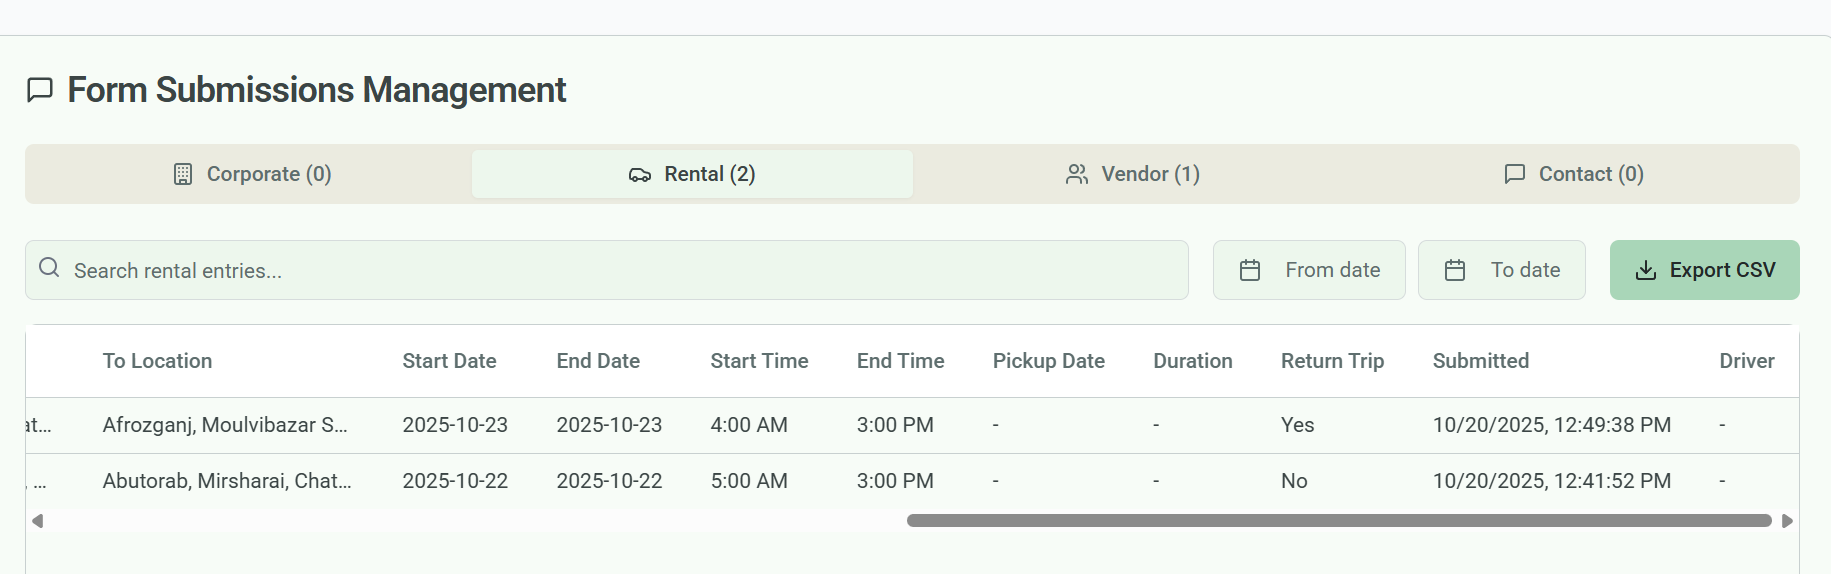 Form Submissions Management
Corporate (0) Rental (2) Vendor (1) Contact (0)
Search rental entries... From date To date Export CSV
To Location Start Date End Date Start Time End Time Pickup Date Duration Return Trip Submitted Driver
at... Afrozganj, Moulvibazar S... 2025-10-23 2025-10-23 4:00 AM 3:00 PM - - Yes 10/20/2025, 12:49:38 PM -
, ... Abutorab, Mirsharai, Chat... 2025-10-22 2025-10-22 5:00 AM 3:00 PM - - No 10/20/2025, 12:41:52 PM -